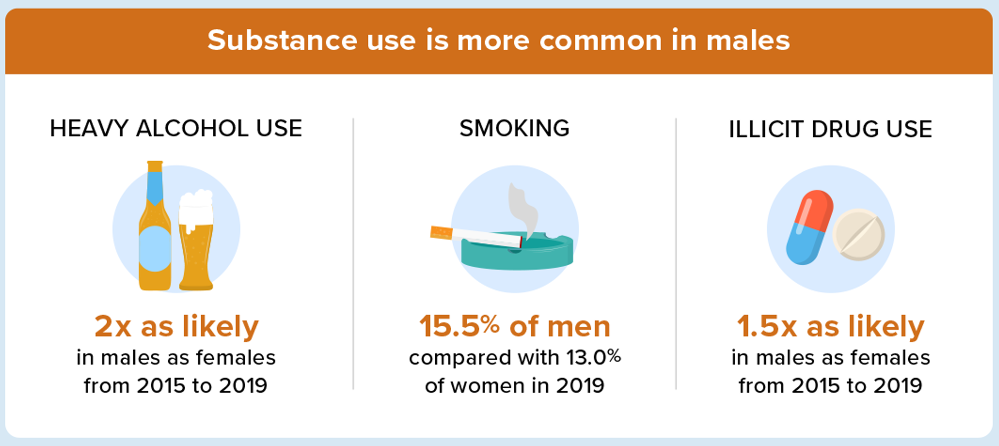 Substance use is more common in males
HEAVY ALCOHOL USE
2x as likely
in males as females
from 2015 to 2019
SMOKING
15.5% of men
compared with 13.0%
of women in 2019
ILLICIT DRUG USE
1.5x as likely
in males as females
from 2015 to 2019